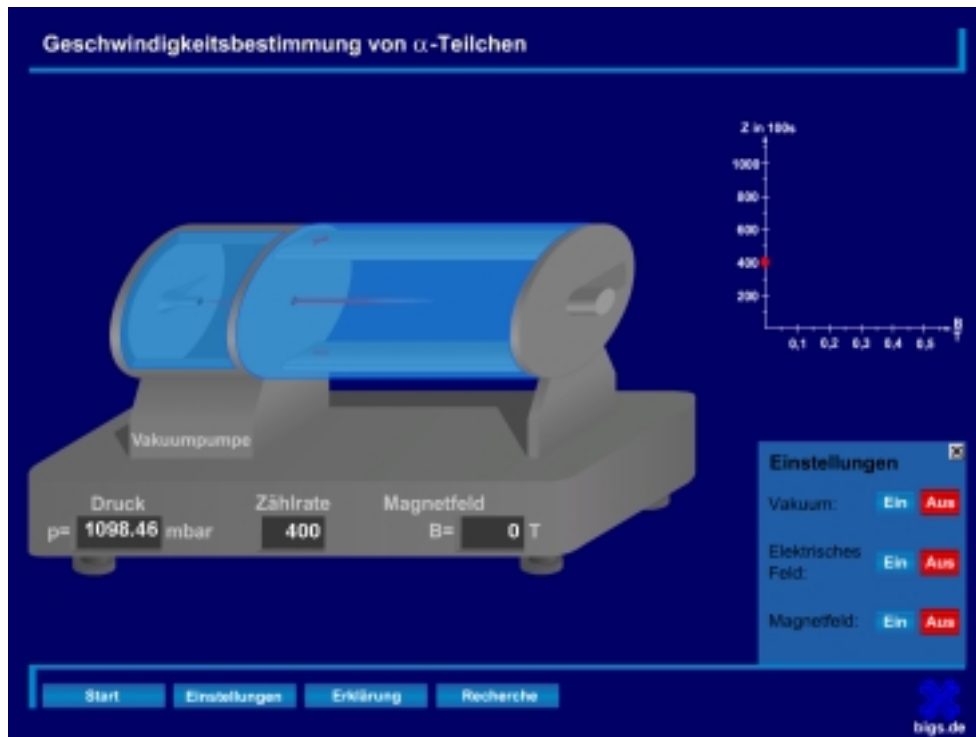 Geschwindigkeitsbestimmung von α-Teilchen
Z in 100s
1000
800
600
400
200
0,1 0,2 0,3 0,4 0,5
B
T
Vakuumpumpe
Druck Zählrate Magnetfeld
p= 1098.46 mbar 400 B= 0 T
Einstellungen
Vakuum: Ein Aus
Elektrisches
Feld: Ein Aus
Magnetfeld: Ein Aus
Start Einstellungen Erklärung Recherche
bigs.de